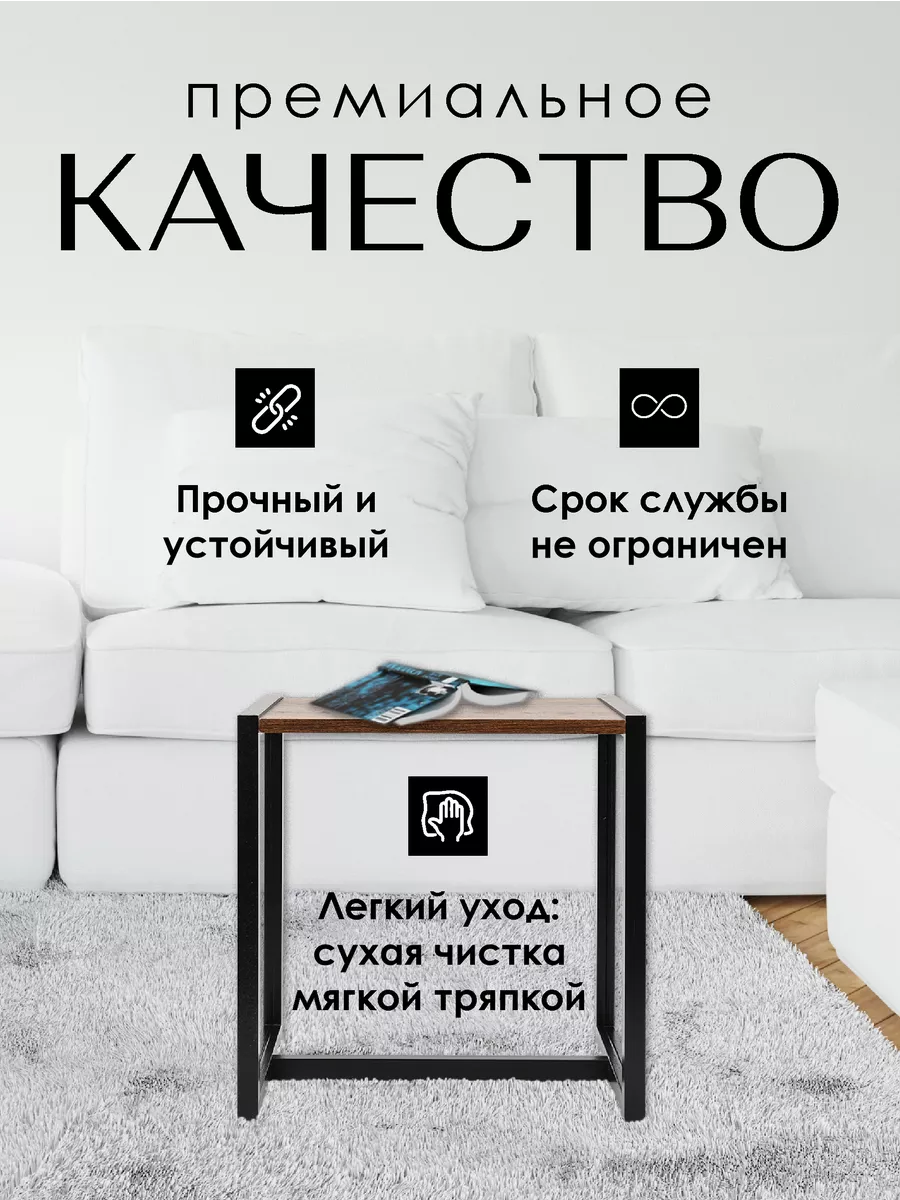 премиальное
КАЧЕСТВО
Прочный и
устойчивый
Срок службы
не ограничен
Легкий уход:
сухая чистка
мягкой тряпкой